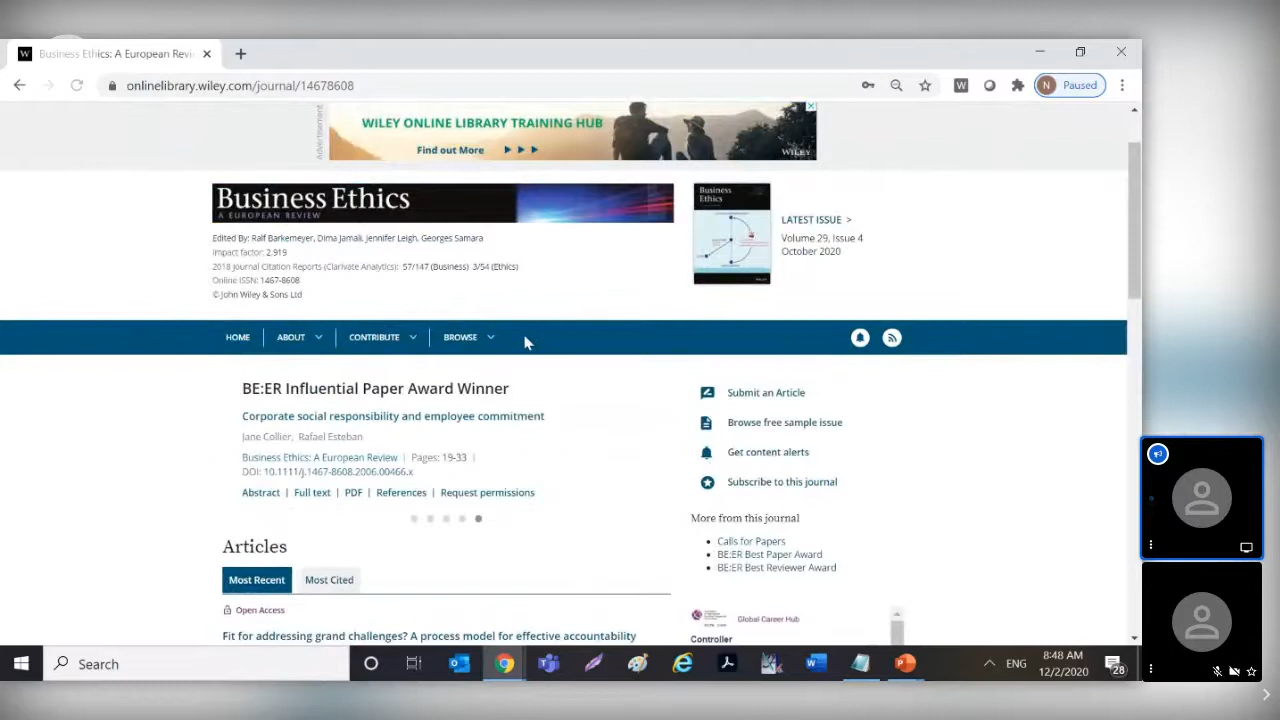 Business Ethics: A European Revi
onlinelibrary.wiley.com/journal/14678608
N Paused
Advertisement
WILEY ONLINE LIBRARY TRAINING HUB
Find out More
WILEY
Business Ethics
A EUROPEAN REVIEW
Edited By: Ralf Barkemeyer, Dima Jamali, Jennifer Leigh, Georges Samara
Impact factor: 2.919
2018 Journal Citation Reports (Clarivate Analytics): 57/147 (Business) 3/54 (Ethics)
Online ISSN: 1467-8608
© John Wiley & Sons Ltd
Business
Ethics
LATEST ISSUE >
Volume 29, Issue 4
October 2020
HOME ABOUT CONTRIBUTE BROWSE
BE:ER Influential Paper Award Winner
Corporate social responsibility and employee commitment
Jane Collier, Rafael Esteban
Business Ethics: A European Review | Pages: 19-33 |
DOI: 10.1111/j.1467-8608.2006.00466.x
Abstract | Full text | PDF | References | Request permissions
Articles
Most Recent Most Cited
Open Access
Fit for addressing grand challenges? A process model for effective accountability
Submit an Article
Browse free sample issue
Get content alerts
Subscribe to this journal
More from this journal
Calls for Papers
BE:ER Best Paper Award
BE:ER Best Reviewer Award
Global Career Hub
Controller
Search
ENG
8:48 AM
12/2/2020
28